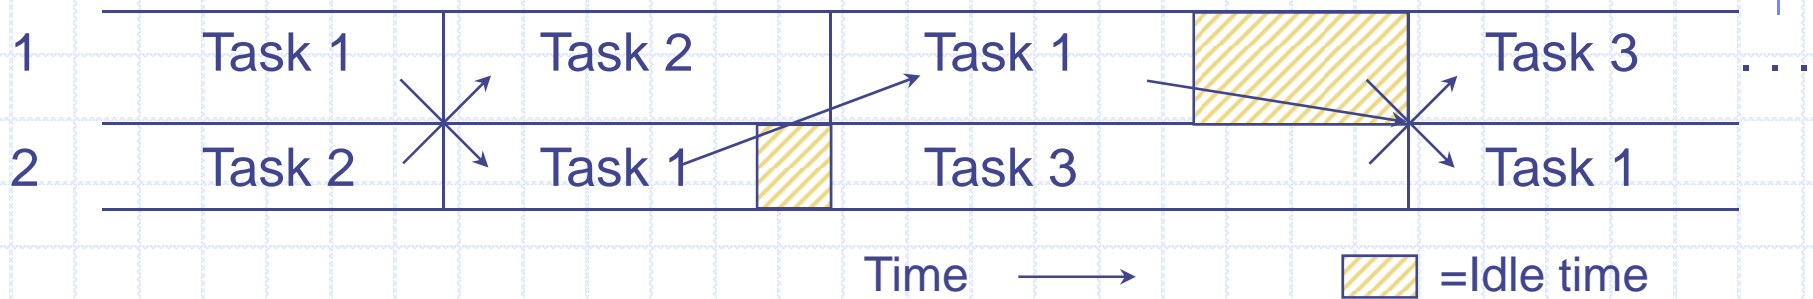 1 Task 1 Task 2 Task 1 Task 3 . . .
2 Task 2 Task 1 Task 3 Task 1
Time =Idle time